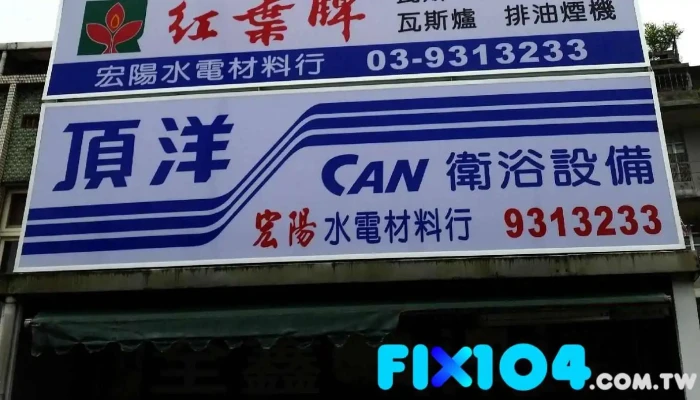 紅葉牌
瓦斯爐 排油煙機
宏陽水電材料行 03-9313233
頂洋 CAN 衛浴設備
宏陽水電材料行 9313233
FIX104.COM.TW